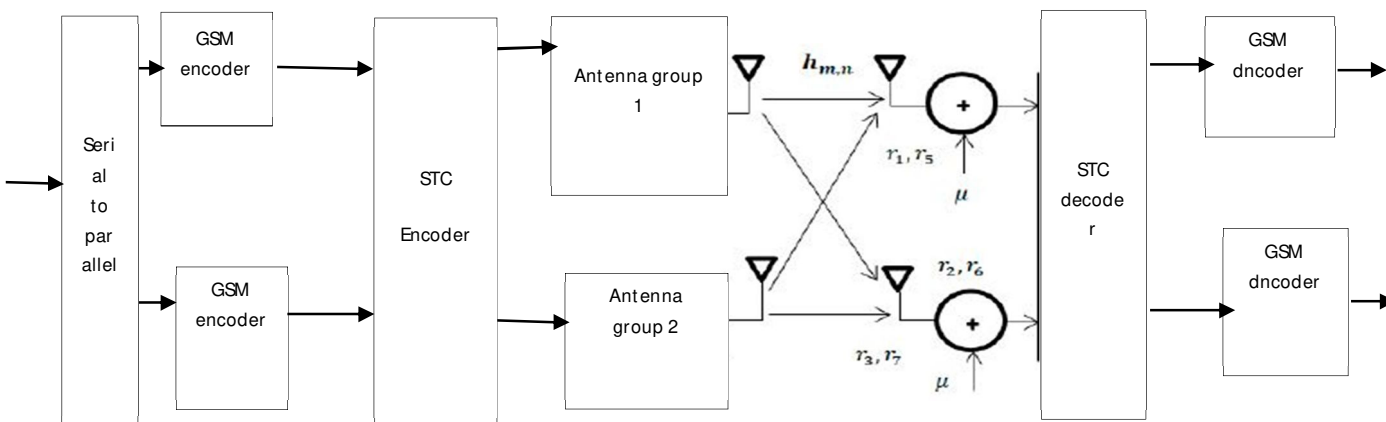 Seri
al
to
par
allel
GSM
encoder
GSM
encoder
STC
Encoder
Antenna group
1
Antenna
group 2
h_{m,n}
r_1, r_5
+
μ
r_2, r_6
r_3, r_7
+
μ
STC
decode
r
GSM
dncoder
GSM
dncoder